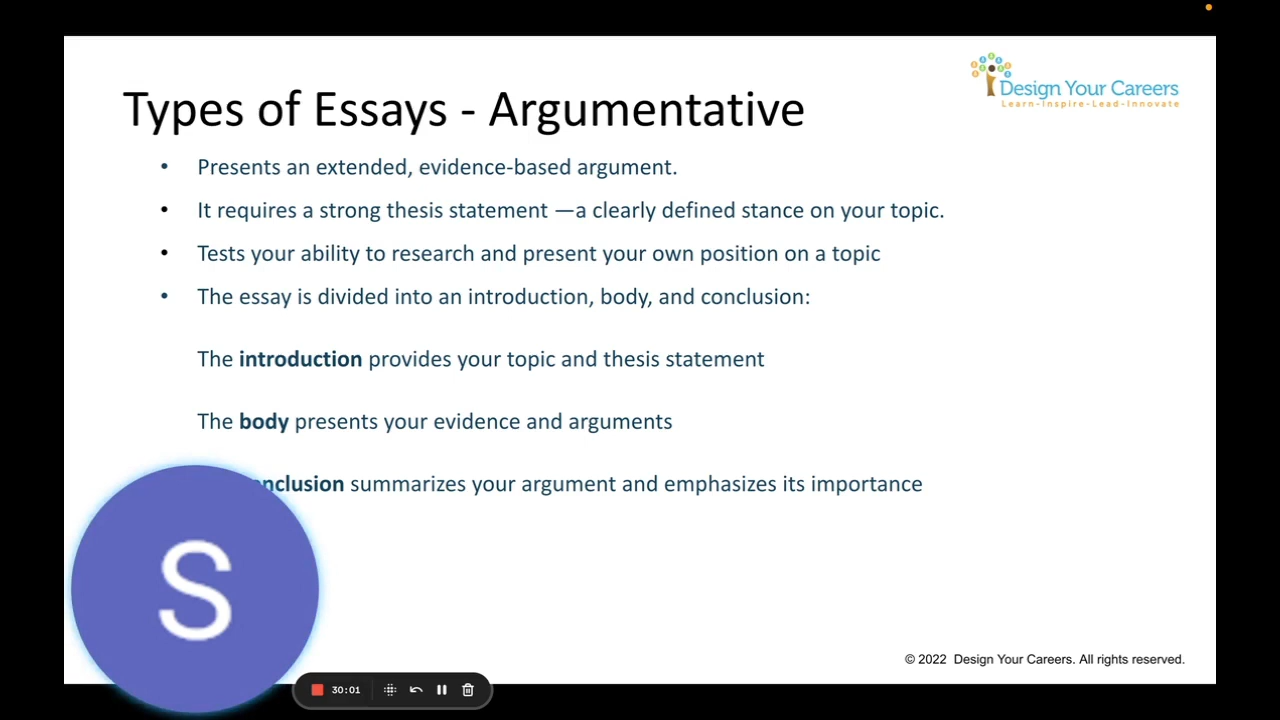 Design Your Careers
Learn-Inspire-Lead-Innovate
Types of Essays - Argumentative
• Presents an extended, evidence-based argument.
• It requires a strong thesis statement —a clearly defined stance on your topic.
• Tests your ability to research and present your own position on a topic
• The essay is divided into an introduction, body, and conclusion:
The introduction provides your topic and thesis statement
The body presents your evidence and arguments
summarizes your argument and emphasizes its importance
S
30:01
© 2022 Design Your Careers. All rights reserved.